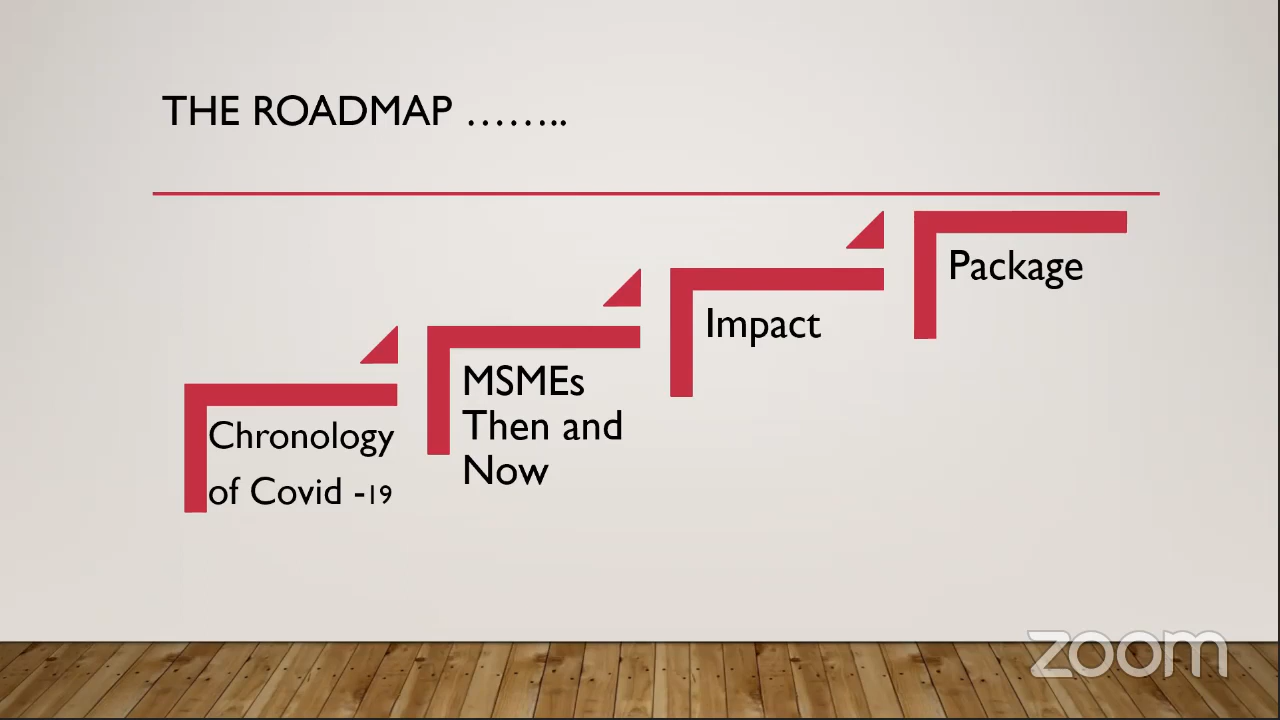 THE ROADMAP ……..
Package
Impact
MSMEs
Then and
Now
Chronology
of Covid -19
zoom